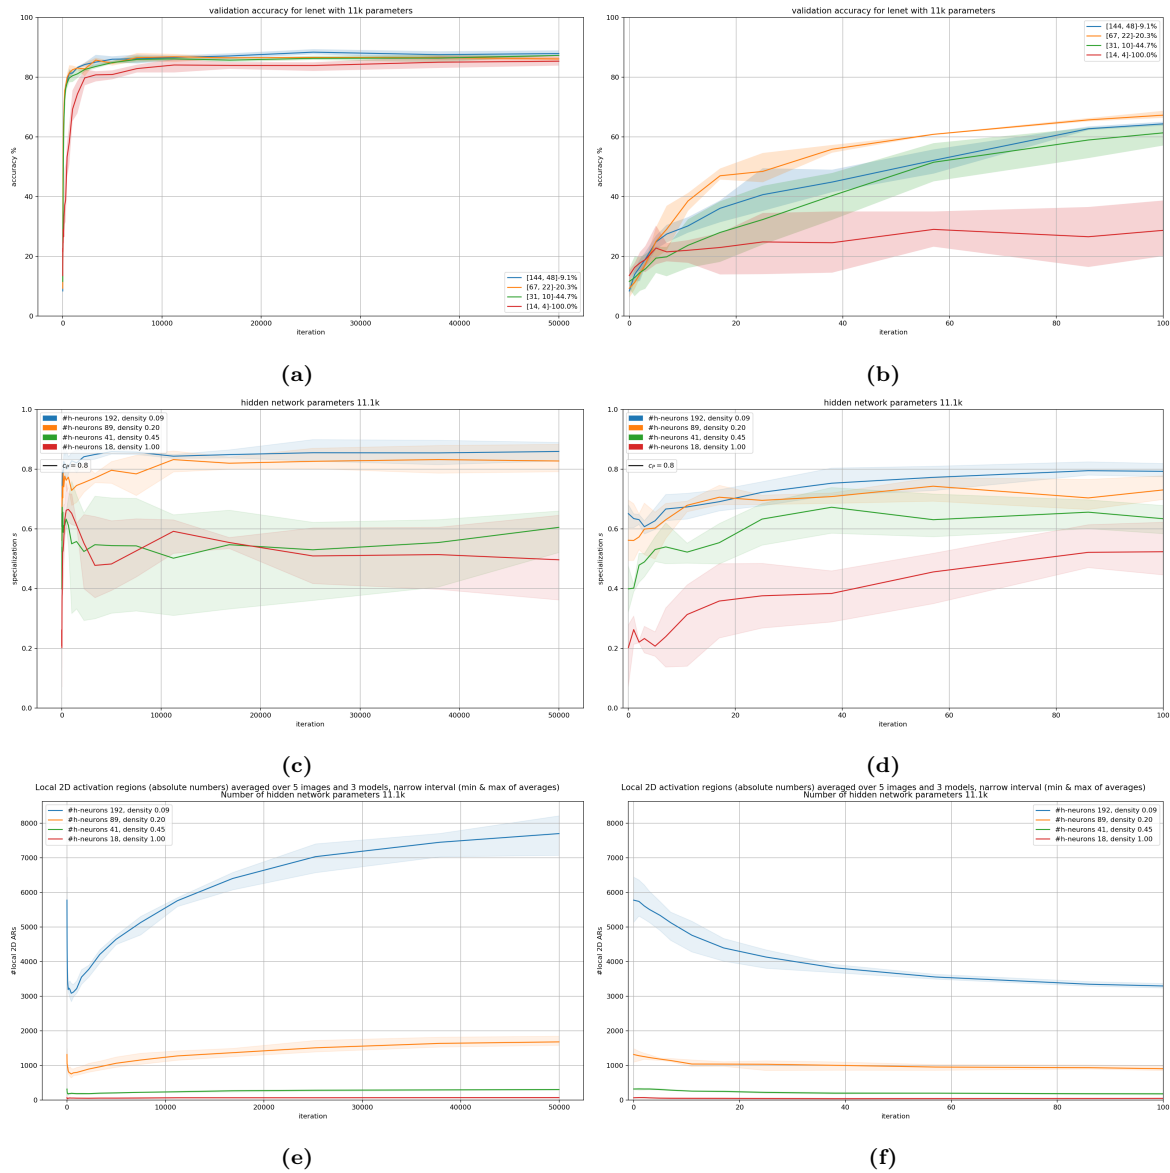 validation accuracy for lenet with 11k parameters
accuracy %
100
80
60
40
20
0
[144, 48]-9.1%
[67, 22]-20.3%
[31, 10]-44.7%
[14, 4]-100.0%
0 10000 20000 30000 40000 50000
iteration
(a)
validation accuracy for lenet with 11k parameters
accuracy %
100
80
60
40
20
0
[144, 48]-9.1%
[67, 22]-20.3%
[31, 10]-44.7%
[14, 4]-100.0%
0 20 40 60 80 100
iteration
(b)
hidden network parameters 11.1k
specialization s
1.0
0.8
0.6
0.4
0.2
0.0
#h-neurons 192, density 0.09
#h-neurons 89, density 0.20
#h-neurons 41, density 0.45
#h-neurons 18, density 1.00
cₚ = 0.8
0 10000 20000 30000 40000 50000
iteration
(c)
hidden network parameters 11.1k
specialization s
1.0
0.8
0.6
0.4
0.2
0.0
#h-neurons 192, density 0.09
#h-neurons 89, density 0.20
#h-neurons 41, density 0.45
#h-neurons 18, density 1.00
cₚ = 0.8
0 20 40 60 80 100
iteration
(d)
Local 2D activation regions (absolute numbers) averaged over 5 images and 3 models, narrow interval (min & max of averages)
Number of hidden network parameters 11.1k
#local 2D ARs
8000
7000
6000
5000
4000
3000
2000
1000
0
#h-neurons 192, density 0.09
#h-neurons 89, density 0.20
#h-neurons 41, density 0.45
#h-neurons 18, density 1.00
0 10000 20000 30000 40000 50000
iteration
(e)
Local 2D activation regions (absolute numbers) averaged over 5 images and 3 models, narrow interval (min & max of averages)
Number of hidden network parameters 11.1k
#local 2D ARs
8000
7000
6000
5000
4000
3000
2000
1000
0
#h-neurons 192, density 0.09
#h-neurons 89, density 0.20
#h-neurons 41, density 0.45
#h-neurons 18, density 1.00
0 20 40 60 80 100
iteration
(f)